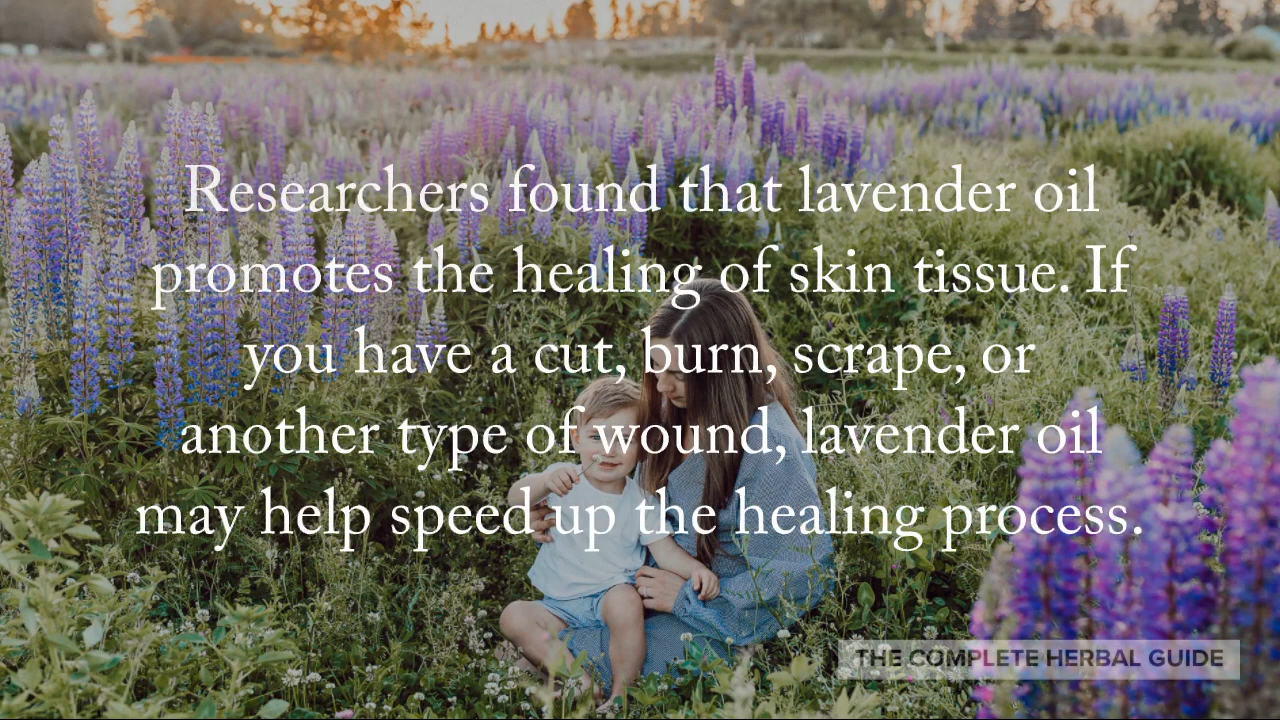 Researchers found that lavender oil
promotes the healing of skin tissue. If
you have a cut, burn, scrape, or
another type of wound, lavender oil
may help speed up the healing process.
THE COMPLETE HERBAL GUIDE